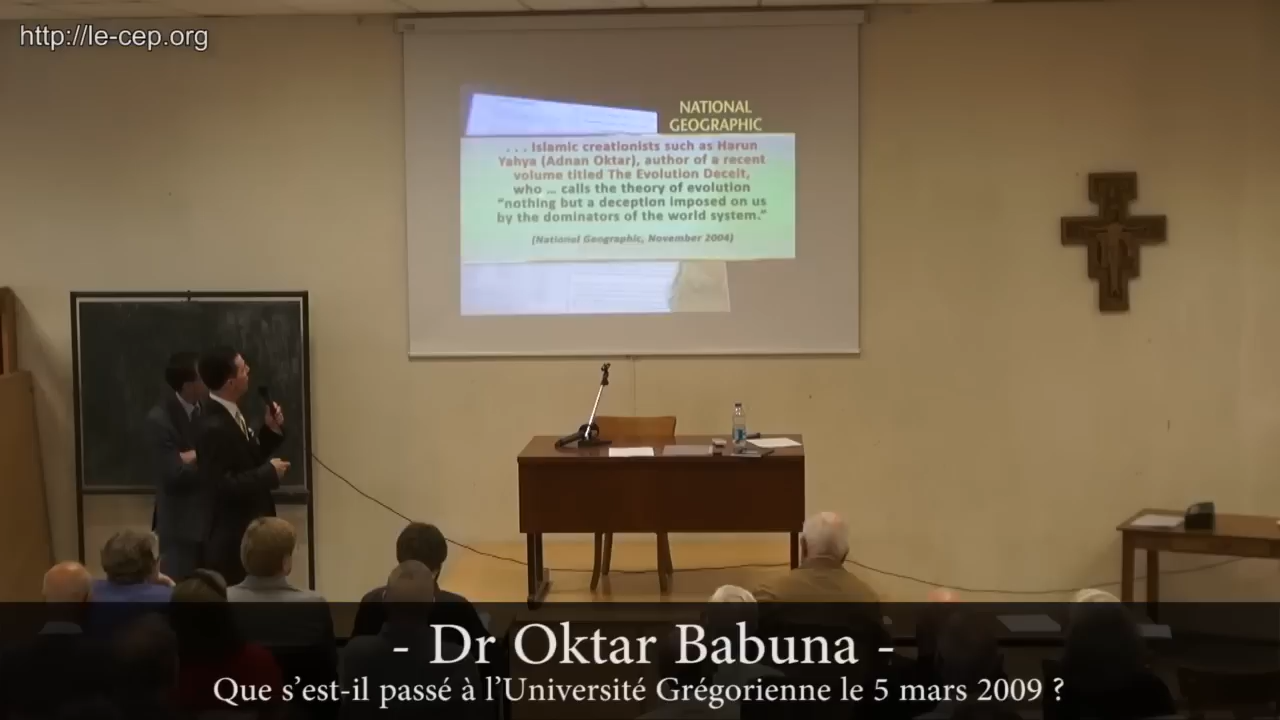 http://le-cep.org
NATIONAL
GEOGRAPHIC
. . . Islamic creationists such as Harun
Yahya (Adnan Oktar), author of a recent
volume titled The Evolution Deceit,
who ... calls the theory of evolution
“nothing but a deception imposed on us
by the dominators of the world system.”
(National Geographic, November 2004)
- Dr Oktar Babuna -
Que s’est-il passé à l’Université Grégorienne le 5 mars 2009 ?